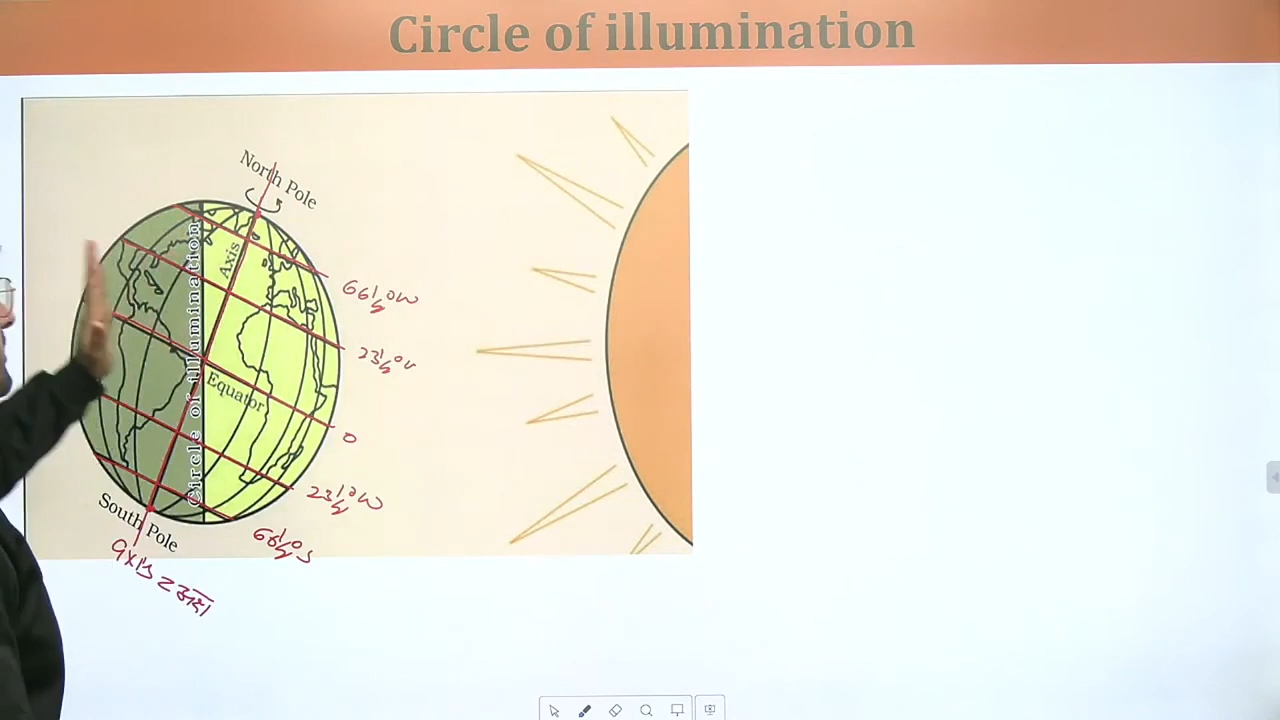 Circle of illumination
North Pole
Axis
Circle of illumination
66½°N
23½°N
Equator
0
23½°
66½°S
South Pole
axis = अक्ष